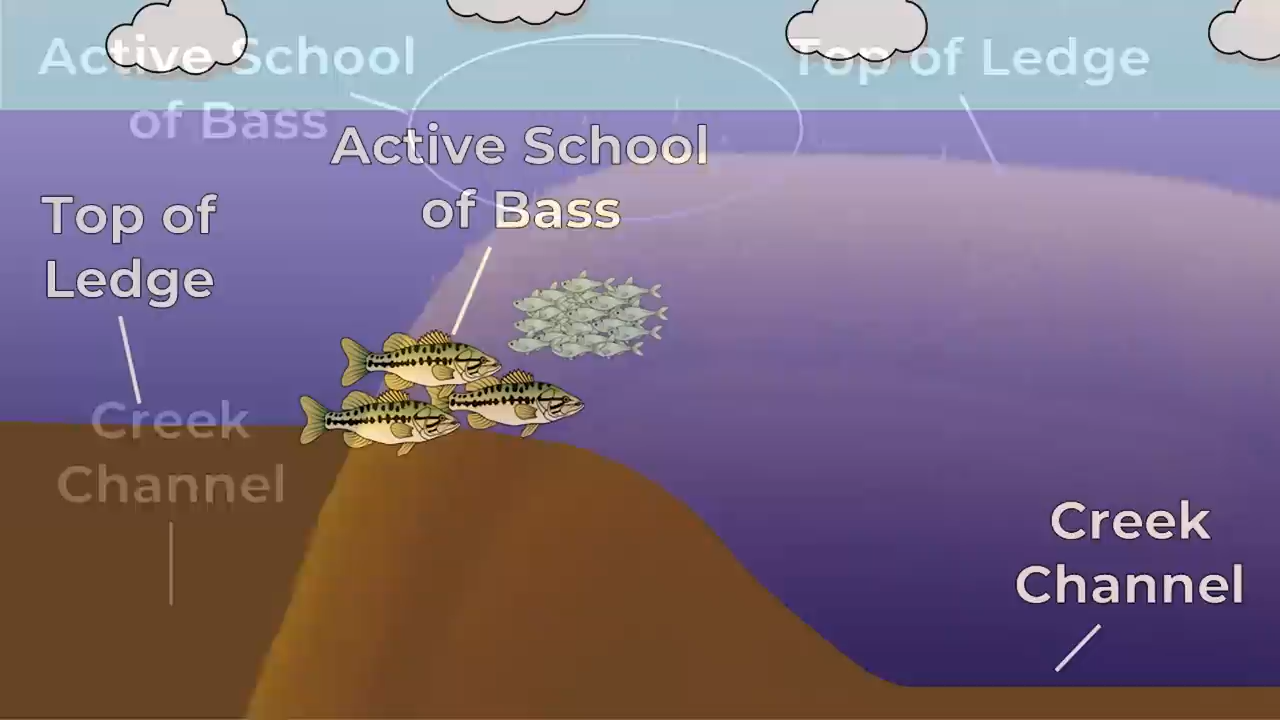 Active School
of Bass
Top of Ledge
Active School
of Bass
Top of
Ledge
Creek
Channel
Creek
Channel